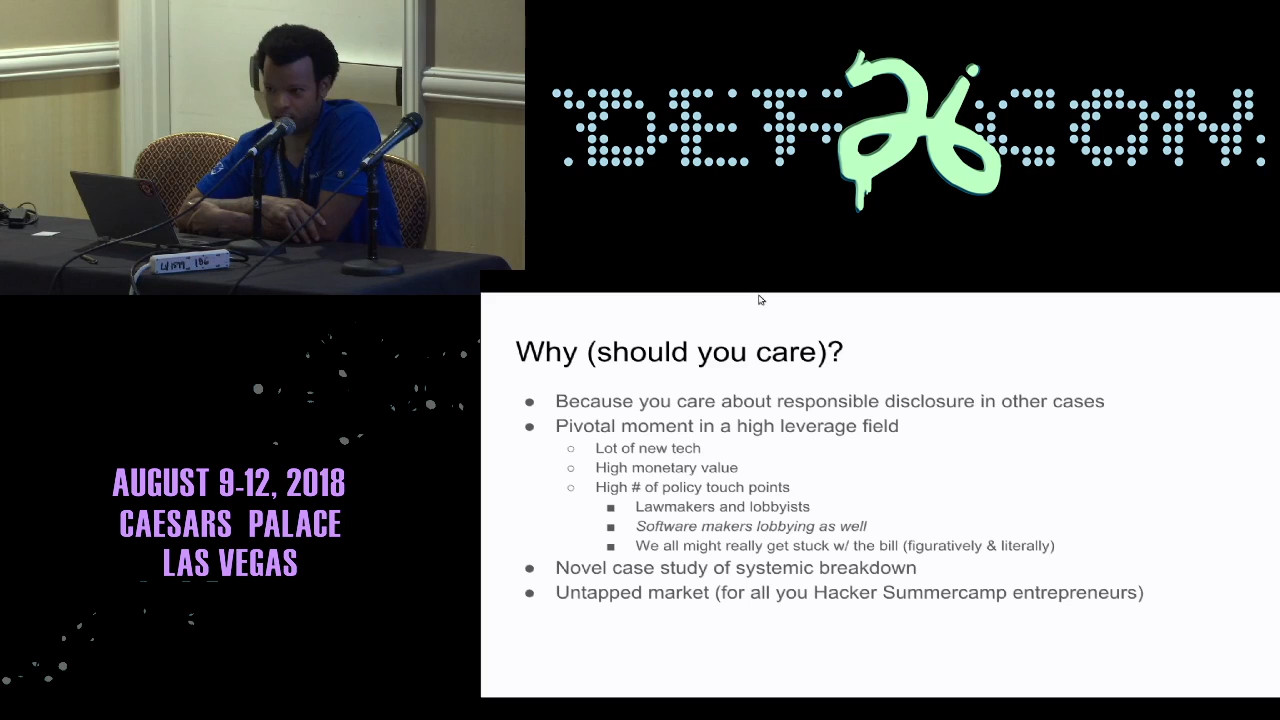 DEF 26 CON
Wifi_186
AUGUST 9-12, 2018
CAESARS PALACE
LAS VEGAS
Why (should you care)?
● Because you care about responsible disclosure in other cases
● Pivotal moment in a high leverage field
○ Lot of new tech
○ High monetary value
○ High # of policy touch points
■ Lawmakers and lobbyists
■ Software makers lobbying as well
■ We all might really get stuck w/ the bill (figuratively & literally)
● Novel case study of systemic breakdown
● Untapped market (for all you Hacker Summercamp entrepreneurs)